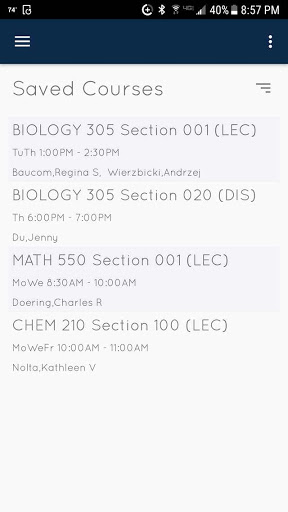 74°
40% 8:57 PM
Saved Courses
BIOLOGY 305 Section 001 (LEC)
TuTh 1:00PM - 2:30PM
Baucom,Regina S, Wierzbicki,Andrzej
BIOLOGY 305 Section 020 (DIS)
Th 6:00PM - 7:00PM
Du,Jenny
MATH 550 Section 001 (LEC)
MoWe 8:30AM - 10:00AM
Doering,Charles R
CHEM 210 Section 100 (LEC)
MoWeFr 10:00AM - 11:00AM
Nolta,Kathleen V